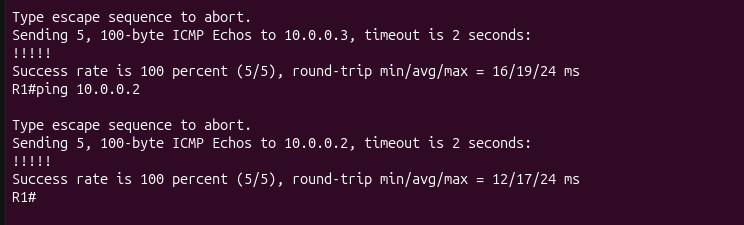 Type escape sequence to abort.
Sending 5, 100-byte ICMP Echos to 10.0.0.3, timeout is 2 seconds:
!!!!!
Success rate is 100 percent (5/5), round-trip min/avg/max = 16/19/24 ms
R1#ping 10.0.0.2
Type escape sequence to abort.
Sending 5, 100-byte ICMP Echos to 10.0.0.2, timeout is 2 seconds:
!!!!!
Success rate is 100 percent (5/5), round-trip min/avg/max = 12/17/24 ms
R1#